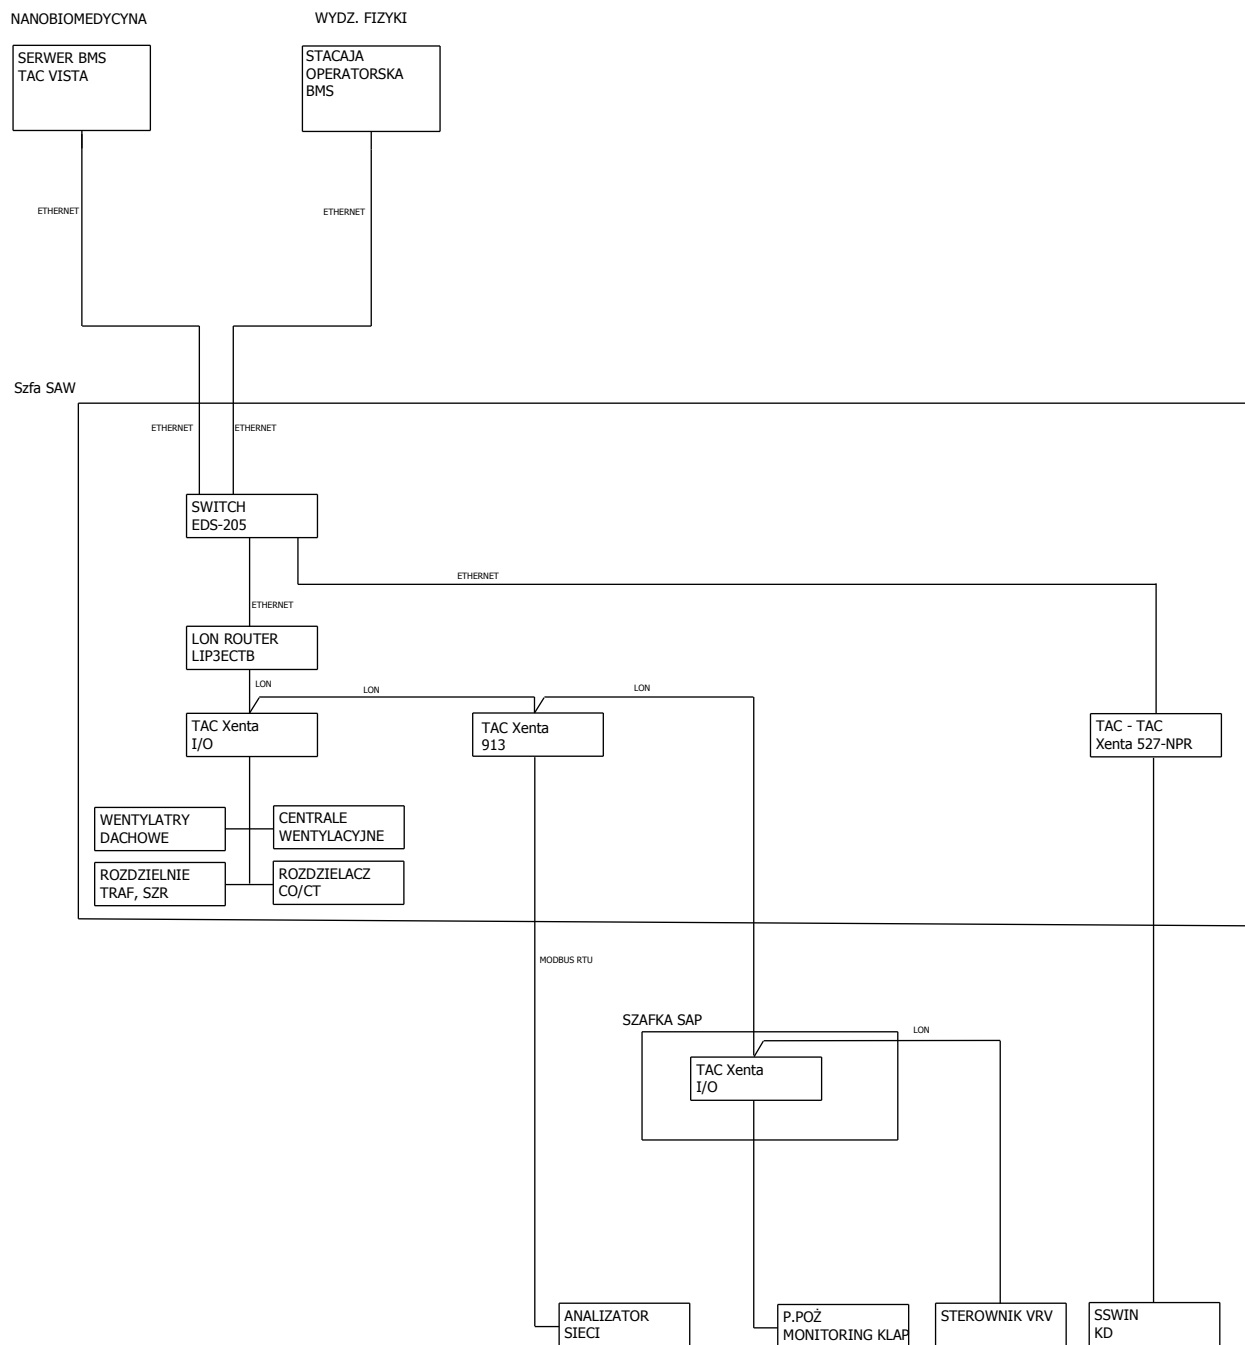 NANOBIOMEDYCYNA
WYDZ. FIZYKI
SERWER BMS
TAC VISTA
STACAJA
OPERATORSKA
BMS
ETHERNET
ETHERNET
Szfa SAW
ETHERNET
ETHERNET
SWITCH
EDS-205
ETHERNET
ETHERNET
LON ROUTER
LIP3ECTB
LON
LON
LON
TAC Xenta
I/O
TAC Xenta
913
TAC - TAC
Xenta 527-NPR
WENTYLATRY
DACHOWE
CENTRALE
WENTYLACYJNE
ROZDZIELNIE
TRAF, SZR
ROZDZIELACZ
CO/CT
MODBUS RTU
SZAFKA SAP
LON
TAC Xenta
I/O
ANALIZATOR
SIECI
P.POŻ
MONITORING KLAP
STEROWNIK VRV
SSWIN
KD